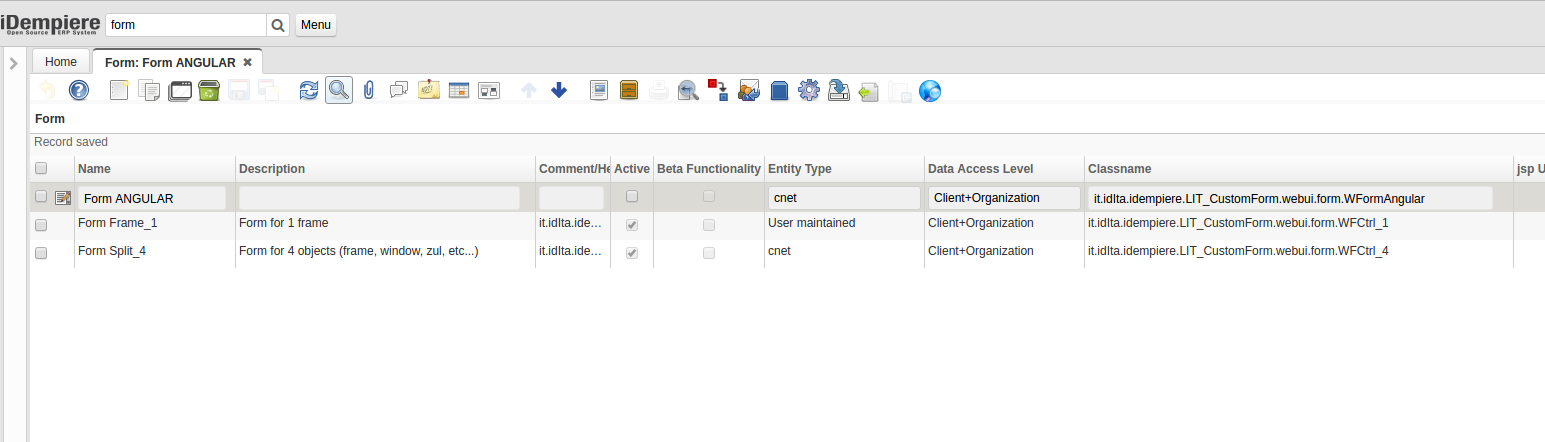 iDempiere
Open Source ERP System
form
Menu
Home
Form: Form ANGULAR
Form
Record saved
Name Description Comment/He Active Beta Functionality Entity Type Data Access Level Classname jsp U
Form ANGULAR cnet Client+Organization it.idIta.idempiere.LIT_CustomForm.webui.form.WFormAngular
Form Frame_1 Form for 1 frame it.idIta.ide... User maintained Client+Organization it.idIta.idempiere.LIT_CustomForm.webui.form.WFCtrl_1
Form Split_4 Form for 4 objects (frame, window, zul, etc...) it.idIta.ide... cnet Client+Organization it.idIta.idempiere.LIT_CustomForm.webui.form.WFCtrl_4